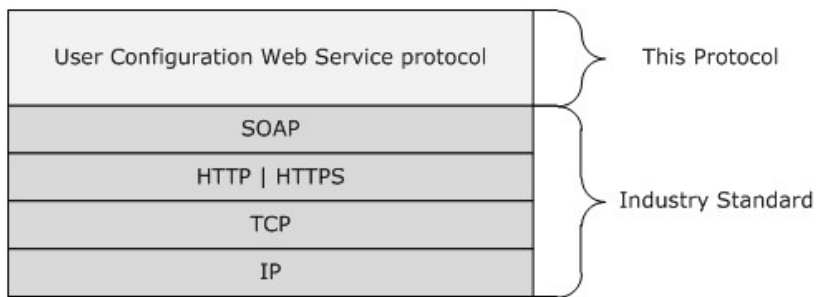 User Configuration Web Service protocol
This Protocol
SOAP
HTTP | HTTPS
Industry Standard
TCP
IP